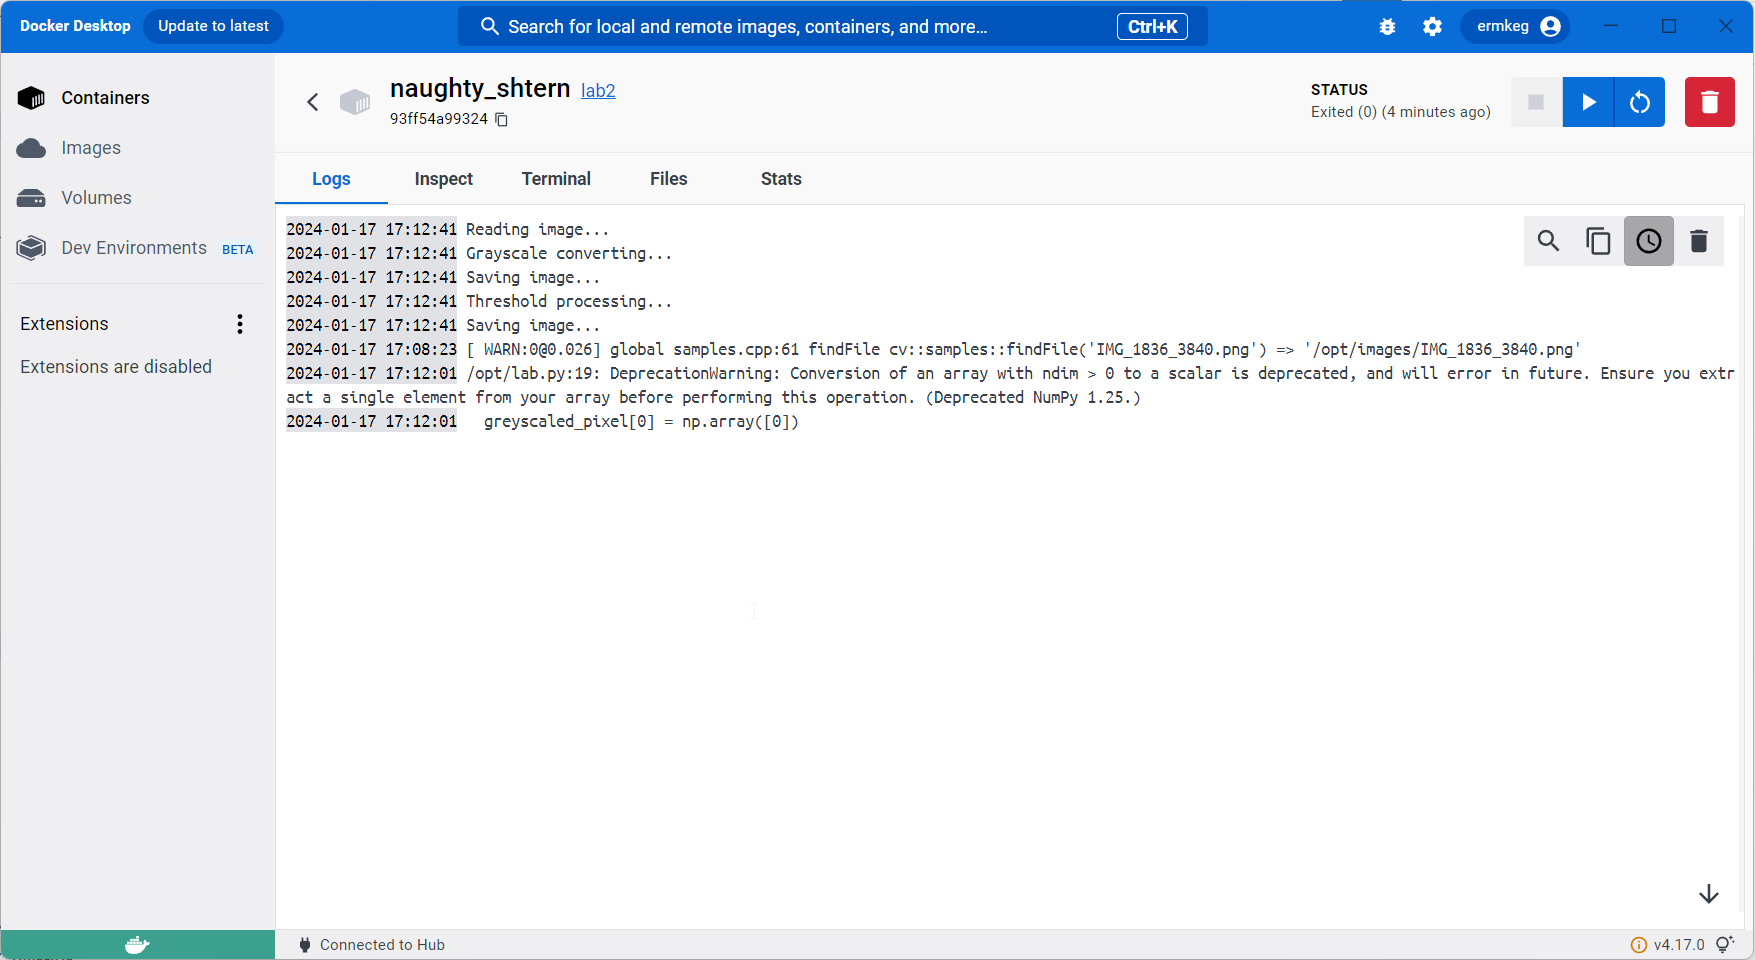 Docker Desktop Update to latest Search for local and remote images, containers, and more... Ctrl+K ermkeg
Containers
Images
Volumes
Dev Environments BETA
Extensions
Extensions are disabled
naughty_shtern lab2
93ff54a99324
STATUS
Exited (0) (4 minutes ago)
Logs Inspect Terminal Files Stats
2024-01-17 17:12:41 Reading image...
2024-01-17 17:12:41 Grayscale converting...
2024-01-17 17:12:41 Saving image...
2024-01-17 17:12:41 Threshold processing...
2024-01-17 17:12:41 Saving image...
2024-01-17 17:08:23 [ WARN:0@0.026] global samples.cpp:61 findFile cv::samples::findFile('IMG_1836_3840.png') => '/opt/images/IMG_1836_3840.png'
2024-01-17 17:12:01 /opt/lab.py:19: DeprecationWarning: Conversion of an array with ndim > 0 to a scalar is deprecated, and will error in future. Ensure you extr
act a single element from your array before performing this operation. (Deprecated NumPy 1.25.)
2024-01-17 17:12:01   greyscaled_pixel[0] = np.array([0])
Connected to Hub
v4.17.0